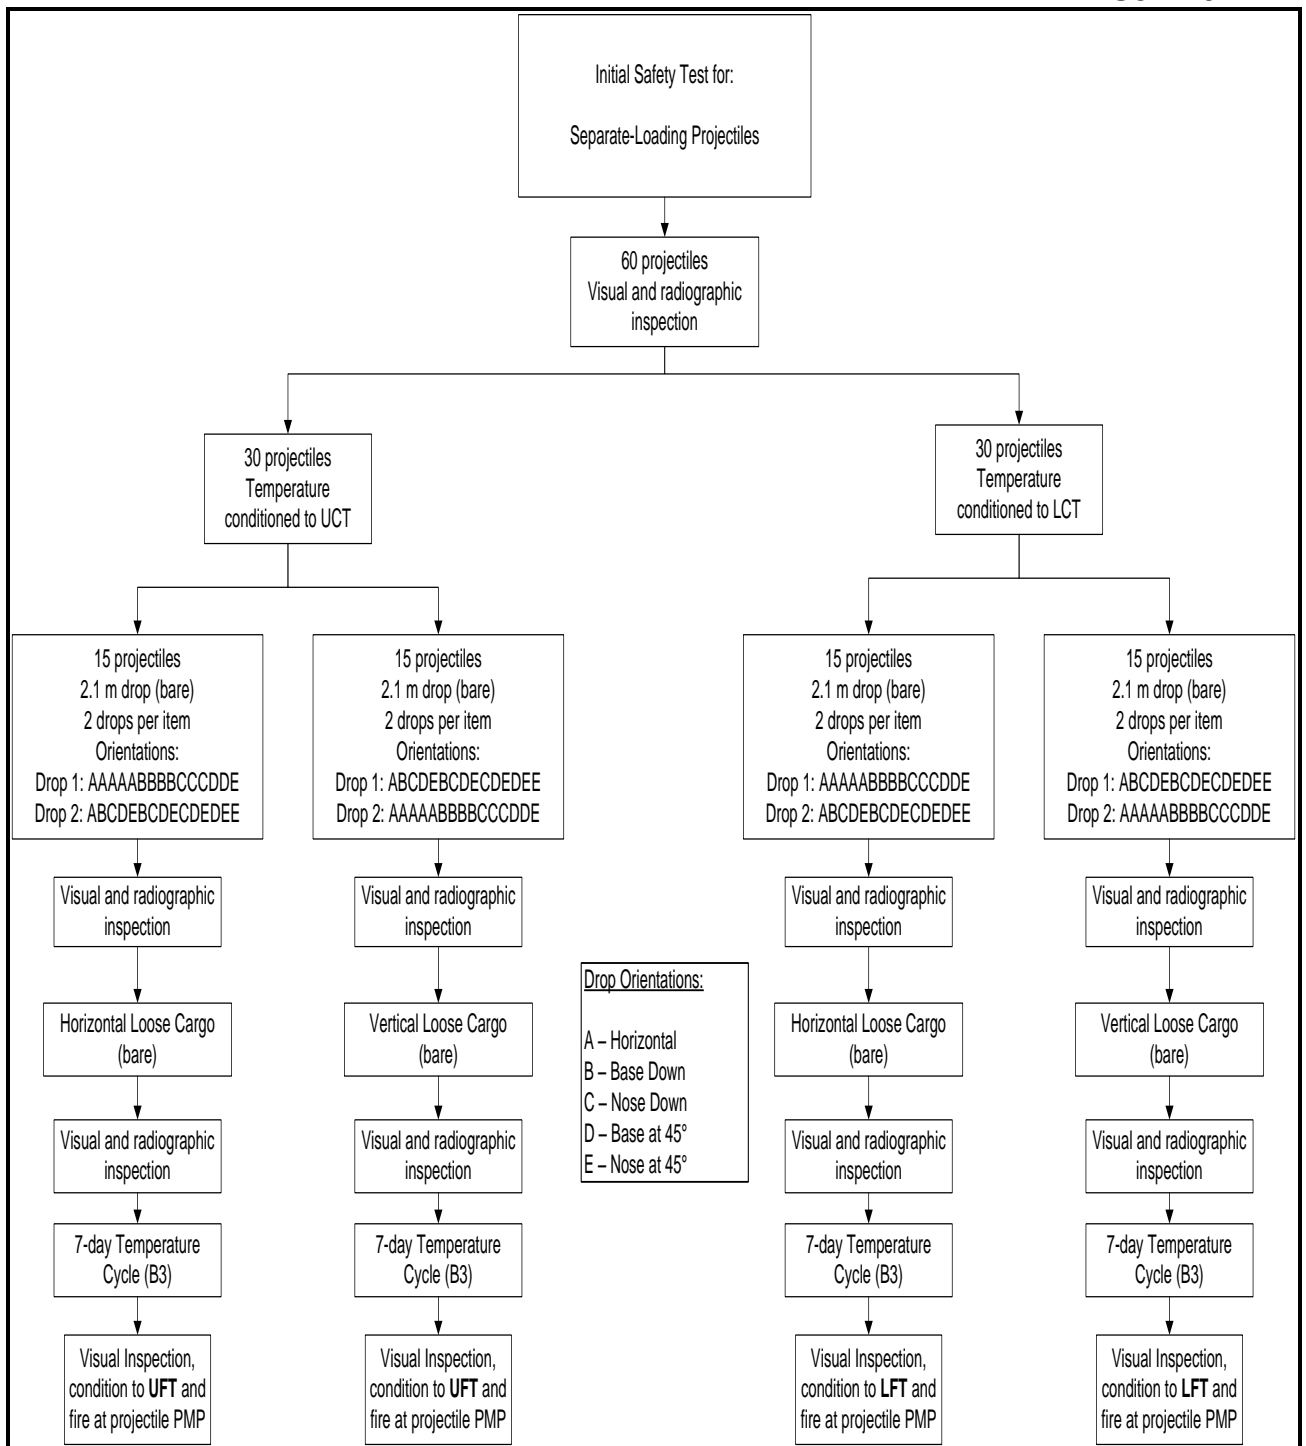 Initial Safety Test for:
Separate-Loading Projectiles
60 projectiles
Visual and radiographic
inspection
30 projectiles
Temperature
conditioned to UCT
30 projectiles
Temperature
conditioned to LCT
15 projectiles
2.1 m drop (bare)
2 drops per item
Orientations:
Drop 1: AAAAABBBBCCCDDE
Drop 2: ABCDEBCDECDEDEE
15 projectiles
2.1 m drop (bare)
2 drops per item
Orientations:
Drop 1: ABCDEBCDECDEDEE
Drop 2: AAAAABBBBCCCDDE
15 projectiles
2.1 m drop (bare)
2 drops per item
Orientations:
Drop 1: AAAAABBBBCCCDDE
Drop 2: ABCDEBCDECDEDEE
15 projectiles
2.1 m drop (bare)
2 drops per item
Orientations:
Drop 1: ABCDEBCDECDEDEE
Drop 2: AAAAABBBBCCCDDE
Visual and radiographic
inspection
Visual and radiographic
inspection
Visual and radiographic
inspection
Visual and radiographic
inspection
Drop Orientations:
A – Horizontal
B – Base Down
C – Nose Down
D – Base at 45°
E – Nose at 45°
Horizontal Loose Cargo
(bare)
Vertical Loose Cargo
(bare)
Horizontal Loose Cargo
(bare)
Vertical Loose Cargo
(bare)
Visual and radiographic
inspection
Visual and radiographic
inspection
Visual and radiographic
inspection
Visual and radiographic
inspection
7-day Temperature
Cycle (B3)
7-day Temperature
Cycle (B3)
7-day Temperature
Cycle (B3)
7-day Temperature
Cycle (B3)
Visual Inspection,
condition to UFT and
fire at projectile PMP
Visual Inspection,
condition to UFT and
fire at projectile PMP
Visual Inspection,
condition to LFT and
fire at projectile PMP
Visual Inspection,
condition to LFT and
fire at projectile PMP